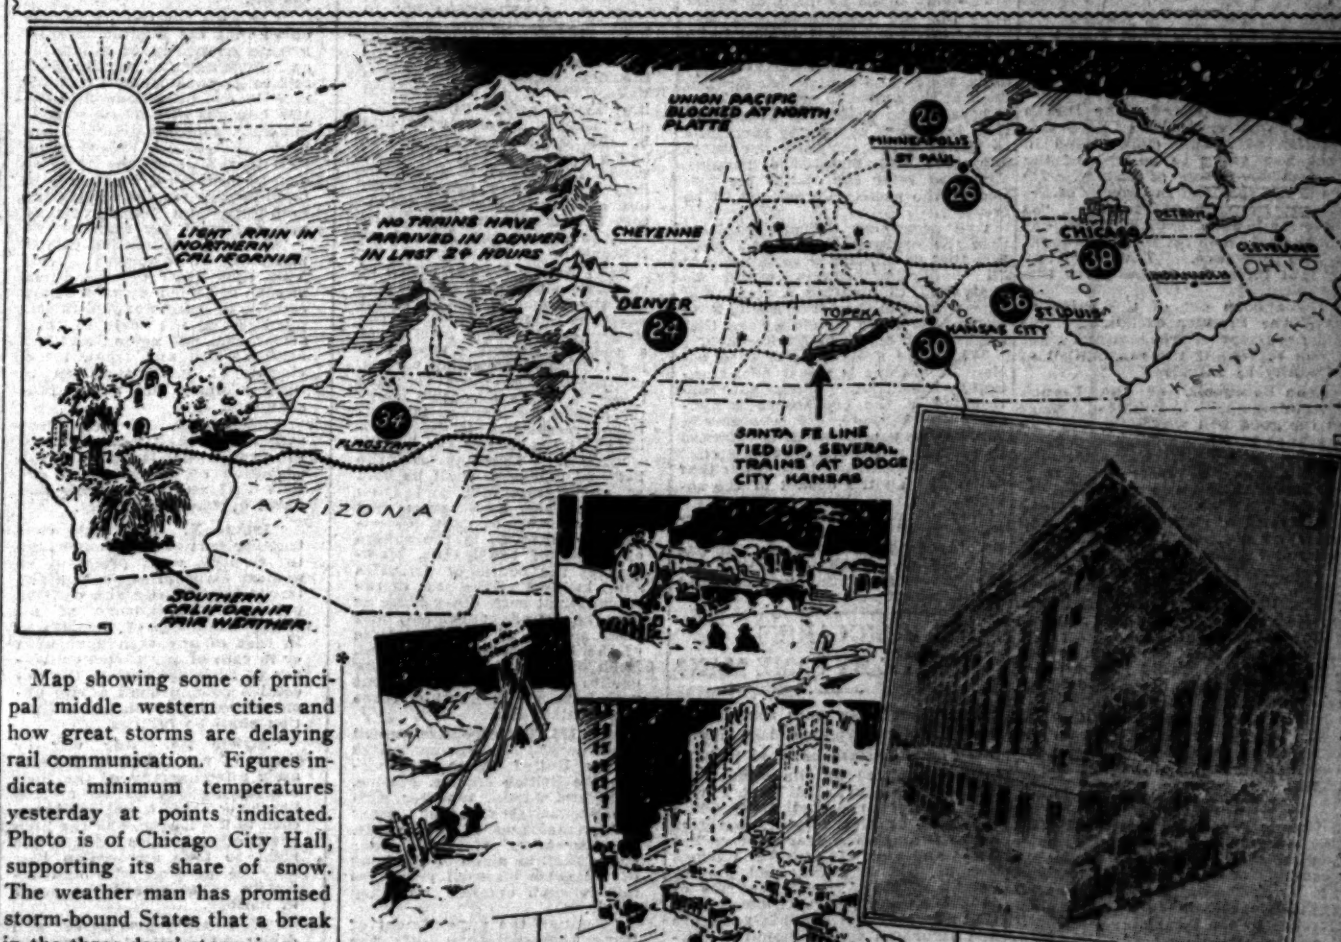 UNION PACIFIC
BLOCKED AT NORTH
PLATTE
26
MINNEAPOLIS
ST PAUL
26
LIGHT RAIN IN
NORTHERN
CALIFORNIA
NO TRAINS HAVE
ARRIVED IN DENVER
IN LAST 24 HOURS
CHEYENNE
DETROIT
CHICAGO
38
CLEVELAND
OHIO
INDIANAPOLIS
ILLINOIS
DENVER
24
TOPEKA
MISSOURI
36
ST LOUIS
KANSAS CITY
30
KENTUCKY
34
FLAGSTAFF
SANTA FE LINE
TIED UP, SEVERAL
TRAINS AT DODGE
CITY KANSAS
ARIZONA
SOUTHERN
CALIFORNIA
FAIR WEATHER
Map showing some of princi-
pal middle western cities and
how great storms are delaying
rail communication. Figures in-
dicate minimum temperatures
yesterday at points indicated.
Photo is of Chicago City Hall,
supporting its share of snow.
The weather man has promised
storm-bound States that a break